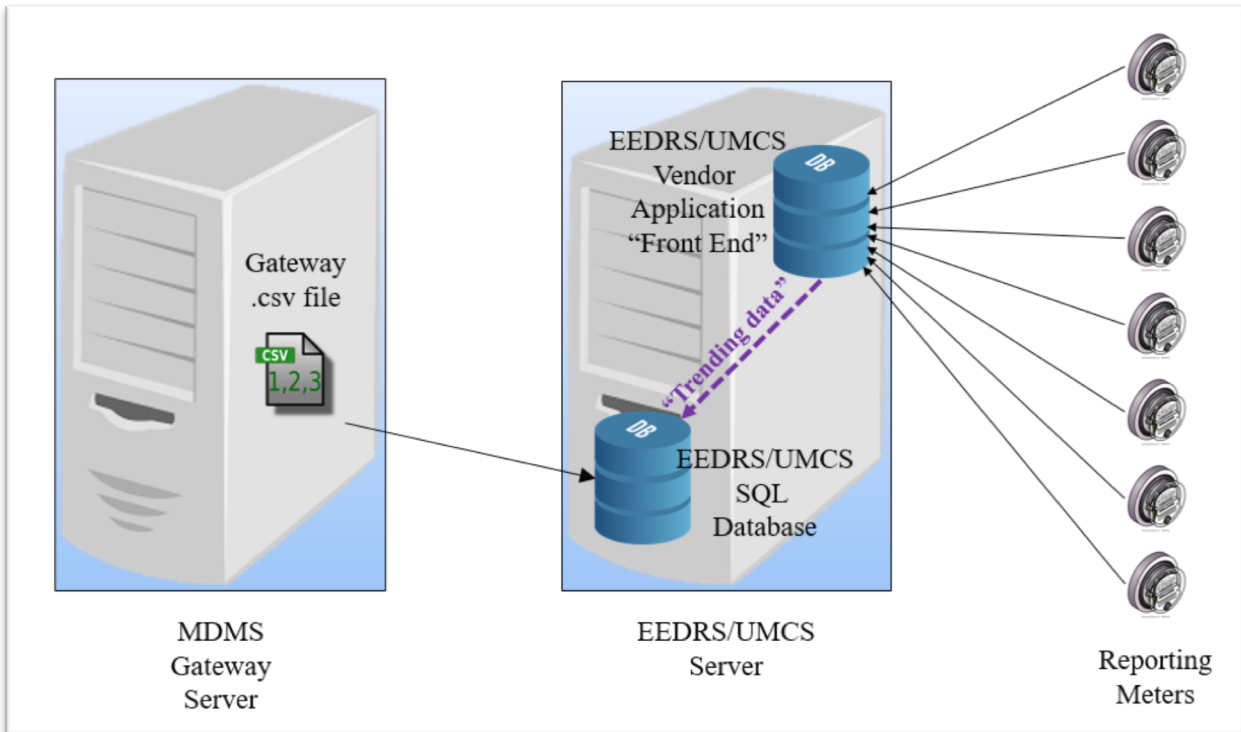 Gateway
.csv file
CSV
1,2,3
MDMS
Gateway
Server
EEDRS/UMCS
Vendor
Application
“Front End”
DB
“Trending data”
DB
EEDRS/UMCS
SQL
Database
EEDRS/UMCS
Server
Reporting
Meters